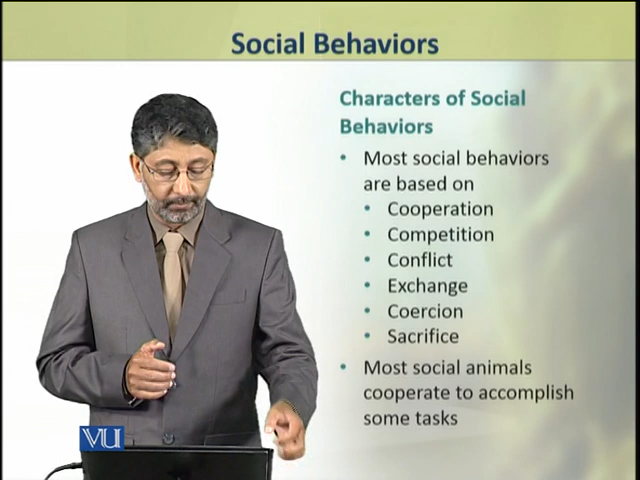 Social Behaviors
Characters of Social
Behaviors
• Most social behaviors
are based on
• Cooperation
• Competition
• Conflict
• Exchange
• Coercion
• Sacrifice
• Most social animals
cooperate to accomplish
some tasks
VU